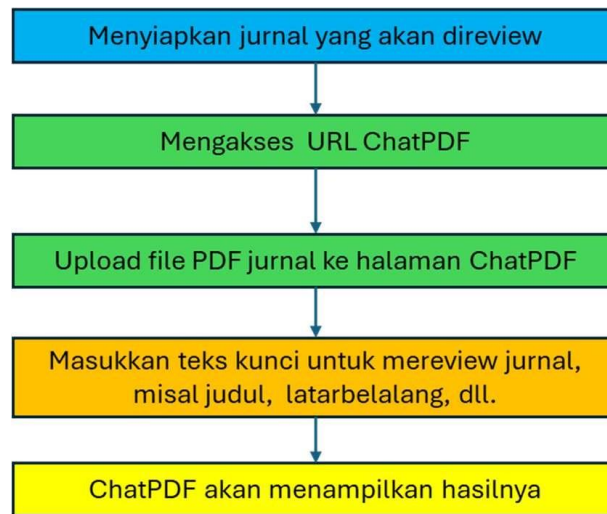 Menyiapkan jurnal yang akan direview
Mengakses URL ChatPDF
Upload file PDF jurnal ke halaman ChatPDF
Masukkan teks kunci untuk mereview jurnal,
misal judul, latarbelalang, dll.
ChatPDF akan menampilkan hasilnya